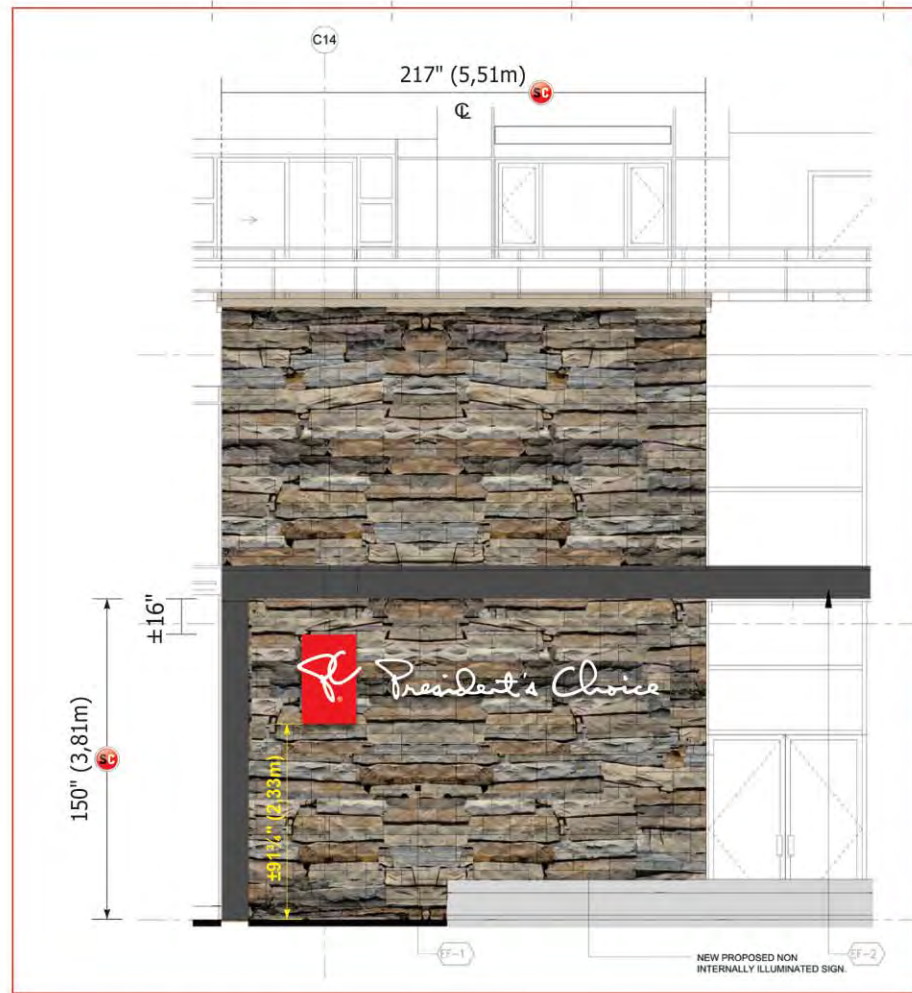 C14
217" (5,51m)
SC
℄
±16"
150" (3,81m)
SC
PC
®
President's Choice
±91¾" (2,33m)
EF-1
EF-2
NEW PROPOSED NON
INTERNALLY ILLUMINATED SIGN.